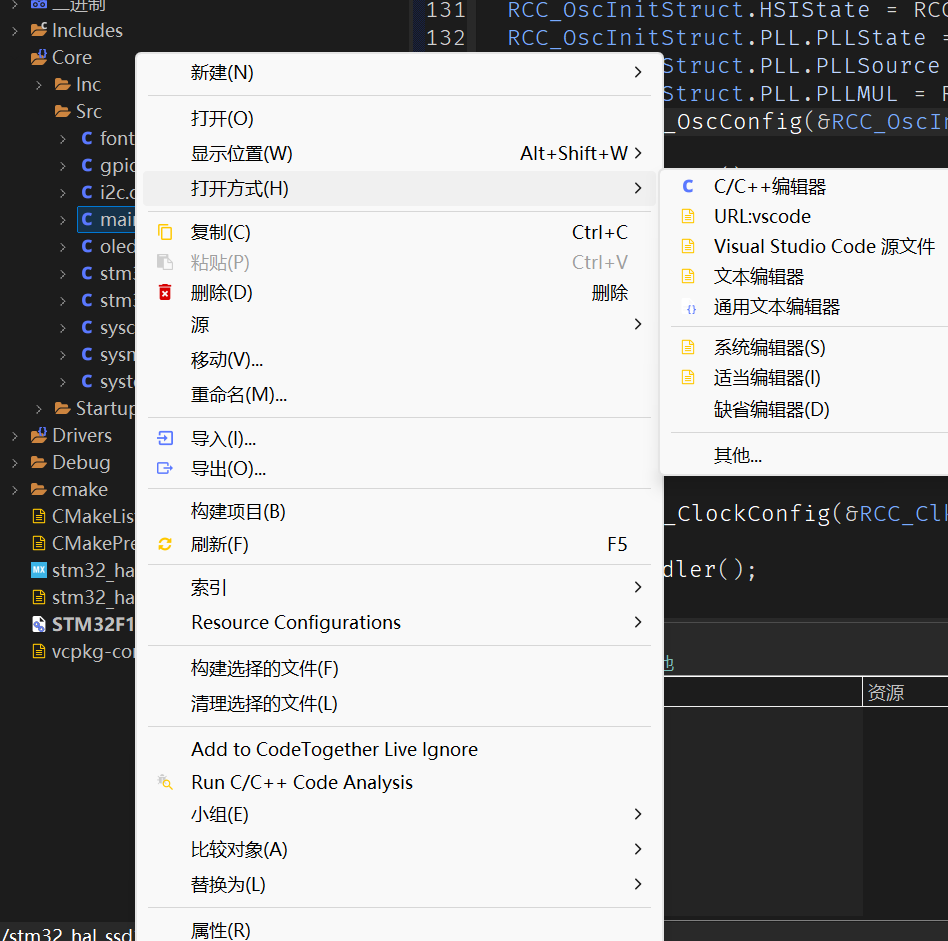 二进制
Includes
Core
Inc
Src
font
gpio
i2c.c
main
oled
stm3
stm3
sysc
sysm
syste
Startup
Drivers
Debug
cmake
CMakeLis
CMakePre
stm32_ha
stm32_ha
STM32F1
vcpkg-con
/stm32_hal_ssd
131 RCC_OscInitStruct.HSIState = RCC
132 RCC_OscInitStruct.PLL.PLLState =
Struct.PLL.PLLSource
Struct.PLL.PLLMUL = R
_OscConfig(&RCC_OscIn
_ClockConfig(&RCC_Clk
dler();
资源
新建(N)
打开(O)
显示位置(W) Alt+Shift+W
打开方式(H)
复制(C) Ctrl+C
粘贴(P) Ctrl+V
删除(D) 删除
源
移动(V)...
重命名(M)...
导入(I)...
导出(O)...
构建项目(B)
刷新(F) F5
索引
Resource Configurations
构建选择的文件(F)
清理选择的文件(L)
Add to CodeTogether Live Ignore
Run C/C++ Code Analysis
小组(E)
比较对象(A)
替换为(L)
属性(R)
C/C++编辑器
URL:vscode
Visual Studio Code 源文件
文本编辑器
通用文本编辑器
系统编辑器(S)
适当编辑器(I)
缺省编辑器(D)
其他...